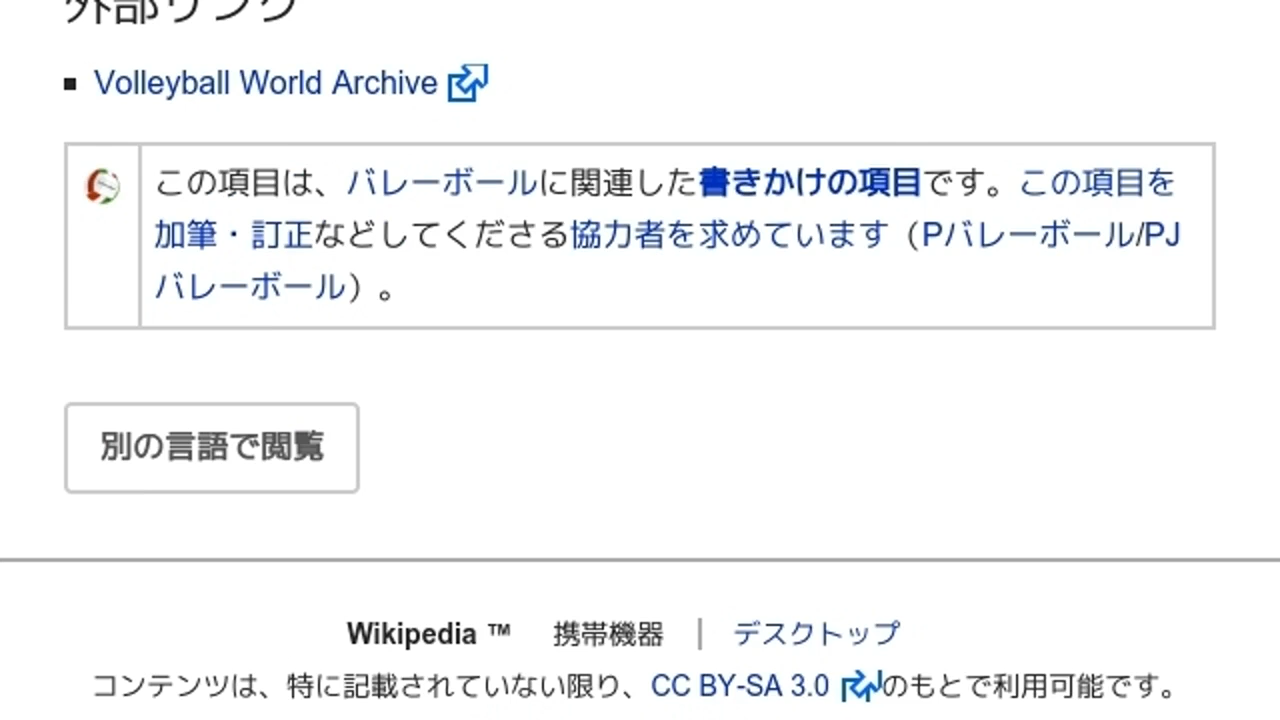 外部リンク
Volleyball World Archive
この項目は、バレーボールに関連した書きかけの項目です。この項目を
加筆・訂正などしてくださる協力者を求めています（Pバレーボール/PJ
バレーボール）。
別の言語で閲覧
Wikipedia ™ 携帯機器 | デスクトップ
コンテンツは、特に記載されていない限り、CC BY-SA 3.0 のもとで利用可能です。